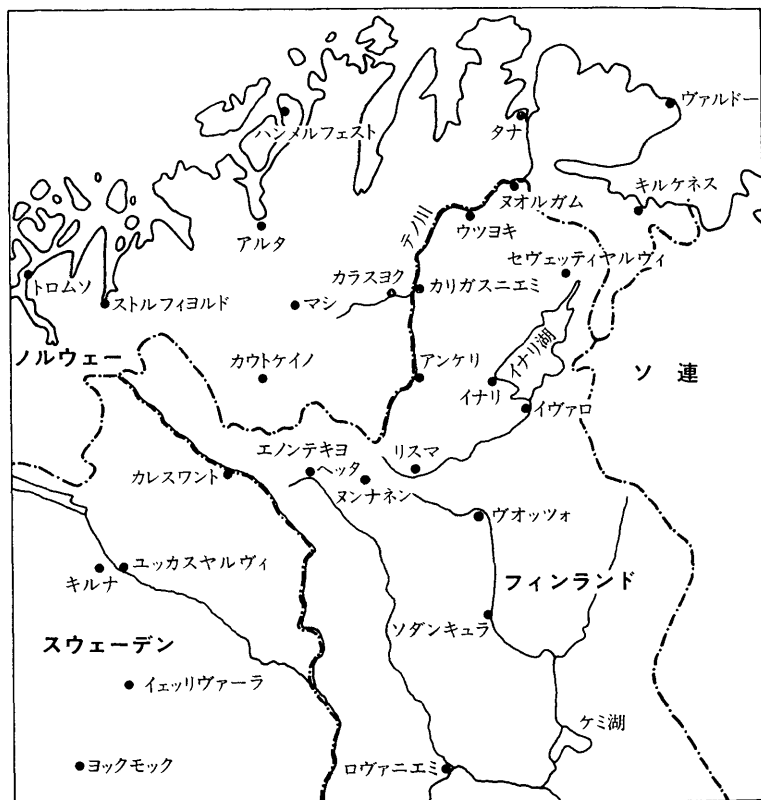 ヴァルドー
ハンメルフェスト
タナ
キルケネス
ヌオルガム
テノ川
ウツヨキ
アルタ
セヴェッティヤルヴィ
カラスヨク
カリガスニエミ
トロムソ
ストルフィヨルド
マシ
イナリ湖
ノルウェー
カウトケイノ
アンケリ
ソ連
イナリ
イヴァロ
エノンテキヨ
リスマ
カレスワント
ヘッタ
ヌンナネン
ヴオッツォ
ユッカスヤルヴィ
キルナ
フィンランド
ソダンキュラ
スウェーデン
イェッリヴァーラ
ケミ湖
ヨックモック
ロヴァニエミ